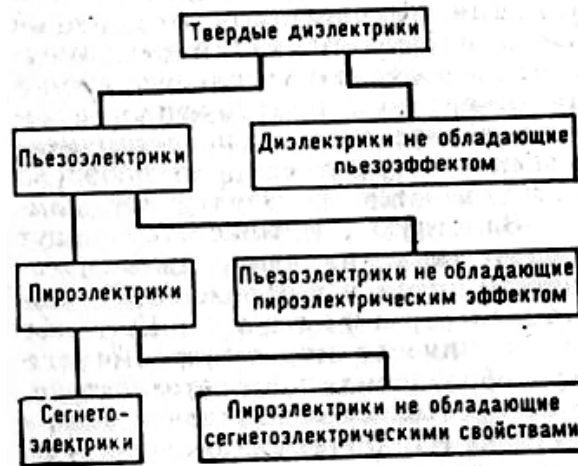 Твердые диэлектрики
Пьезоэлектрики
Диэлектрики не обладающие
пьезоэффектом
Пироэлектрики
Пьезоэлектрики не обладающие
пироэлектрическим эффектом
Сегнето-
электрики
Пироэлектрики не обладающие
сегнетоэлектрическими свойствами